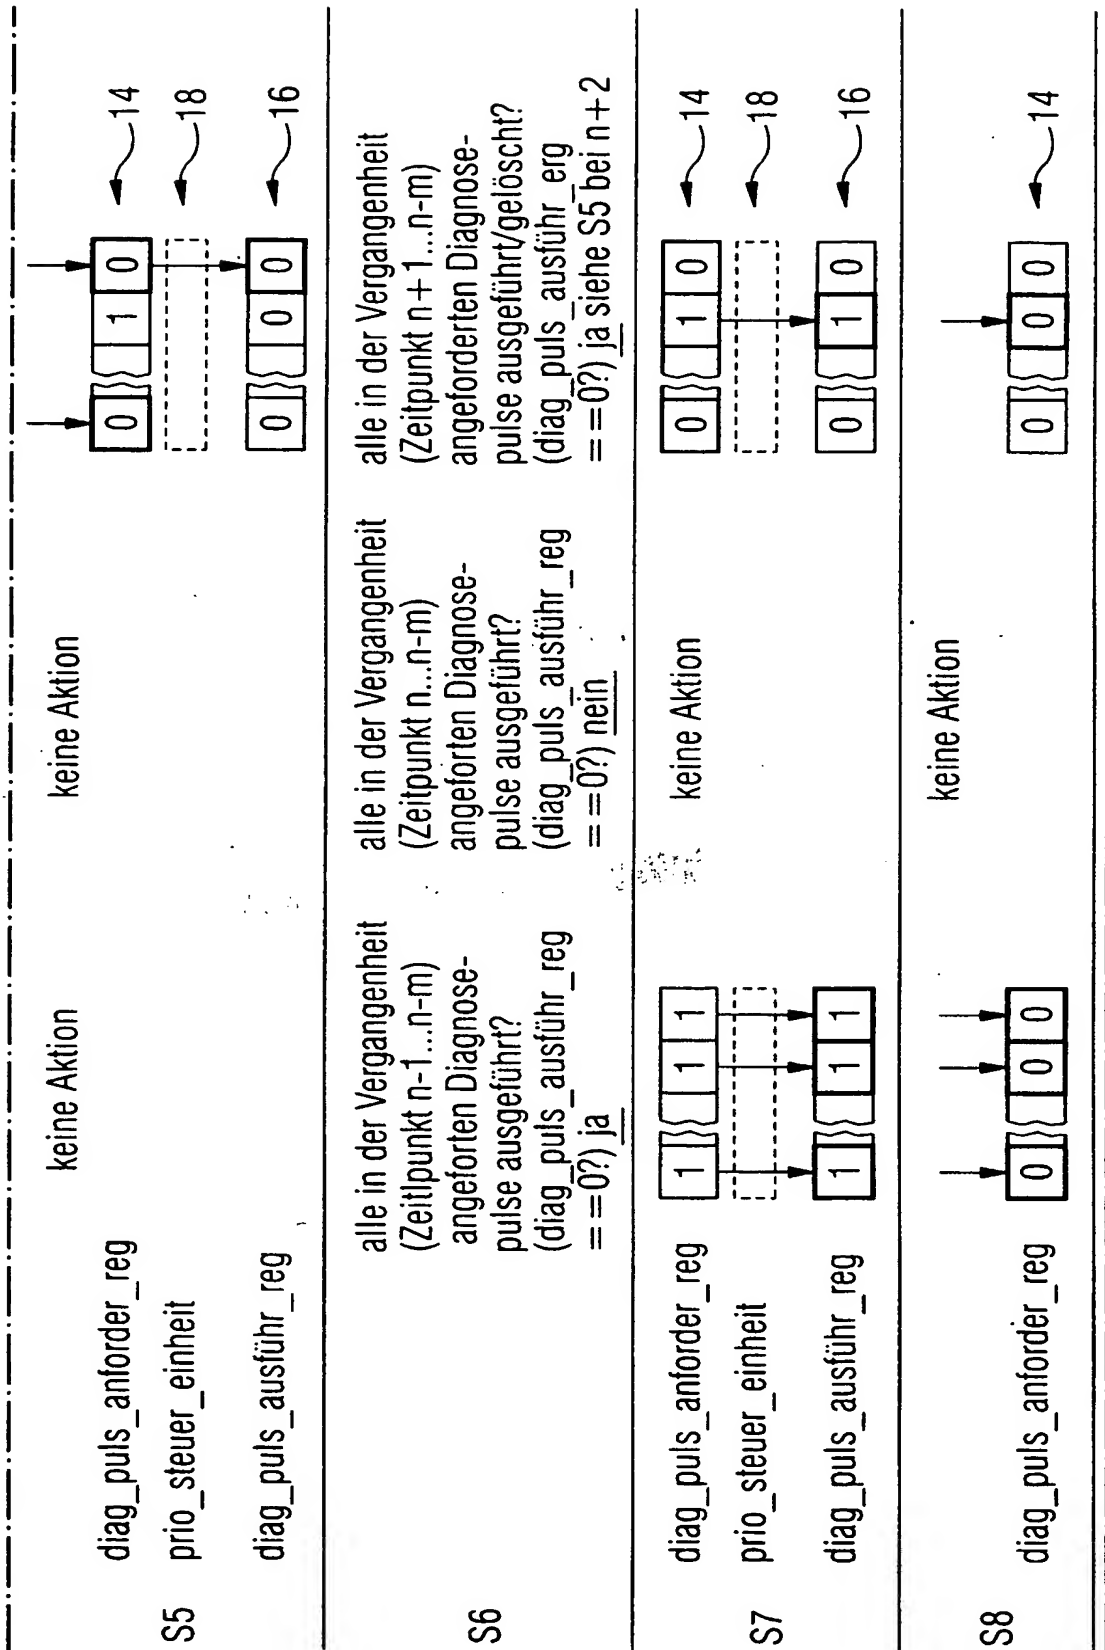 S5
diag_puls_anforder_reg
prio_steuer_einheit
diag_puls_ausführ_reg
keine Aktion
keine Aktion
0 1 0
0 0 0
14
18
16
S6
alle in der Vergangenheit
(Zeitlpunkt n-1...n-m)
angeforten Diagnose-
pulse ausgeführt?
(diag_puls_ausführ_reg
==0?) ja
alle in der Vergangenheit
(Zeitpunkt n...n-m)
angeforten Diagnose-
pulse ausgeführt?
(diag_puls_ausführ_reg
==0?) nein
alle in der Vergangenheit
(Zeitpunkt n+1...n-m)
angeforderten Diagnose-
pulse ausgeführt/gelöscht?
(diag_puls_ausführ_erg
==0?) ja siehe S5 bei n+2
S7
diag_puls_anforder_reg
prio_steuer_einheit
diag_puls_ausführ_reg
1 1 1
1 1 1
keine Aktion
0 1 0
0 1 0
14
18
16
S8
diag_puls_anforder_reg
0 0 0
keine Aktion
0 0 0
14